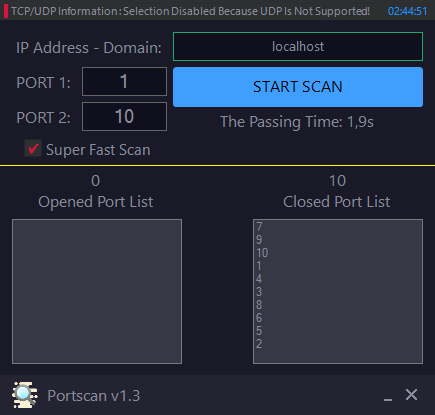 TCP/UDP Information : Selection Disabled Because UDP Is Not Supported! 02:44:51
IP Address - Domain: localhost
START SCAN
PORT 1: 1
PORT 2: 10
The Passing Time: 1,9s
Super Fast Scan
0
Opened Port List
10
Closed Port List
7
9
10
1
4
3
8
6
5
2
Portscan v1.3